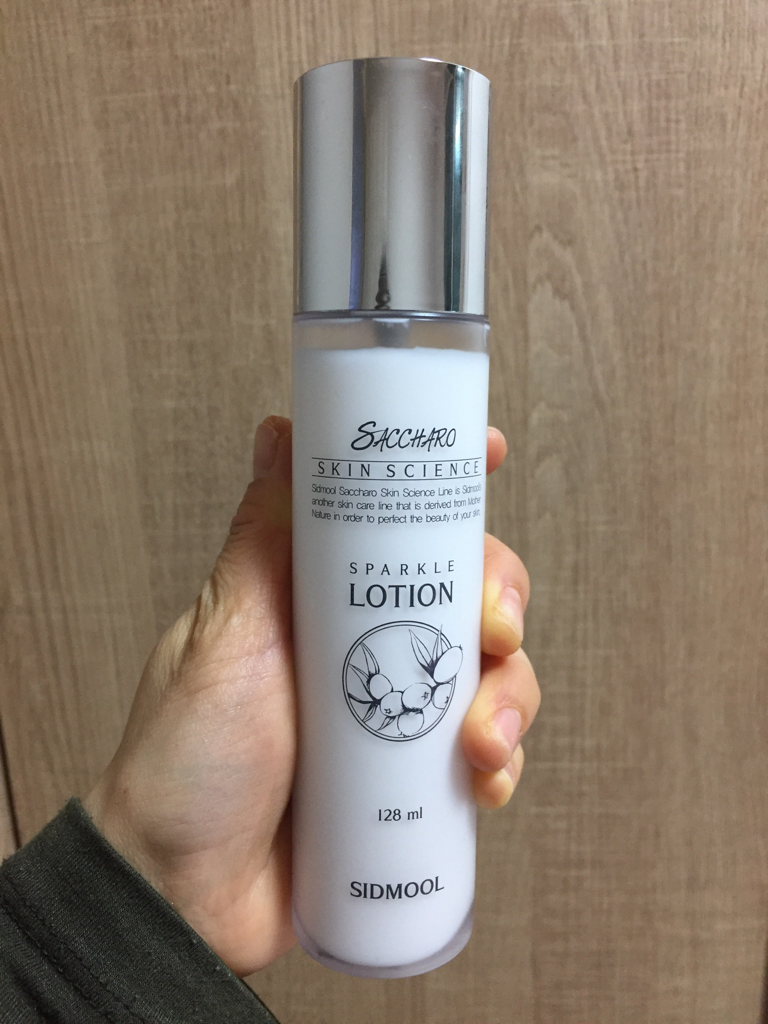 SACCHARO
SKIN SCIENCE
Sidmool Saccharo Skin Science Line is Sidmool's
another skin care line that is derived from Mother
Nature in order to perfect the beauty of your skin.
SPARKLE
LOTION
128 ml
SIDMOOL